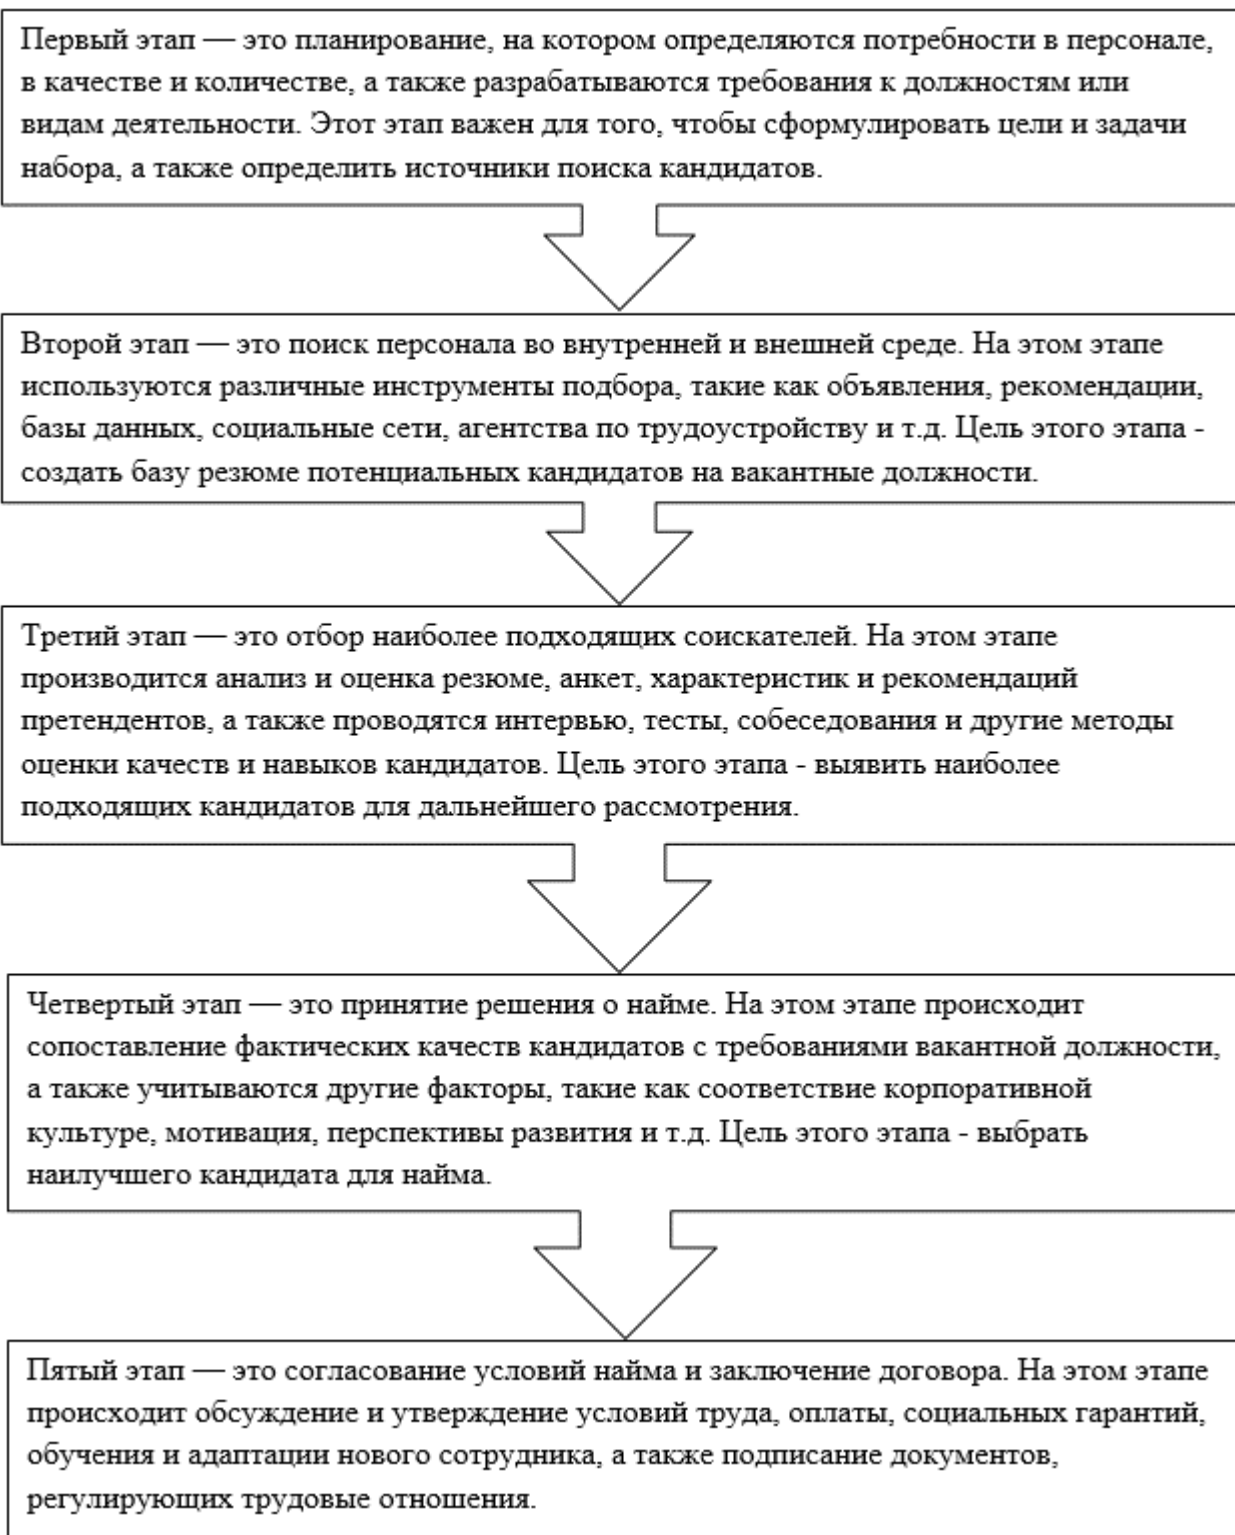 Первый этап — это планирование, на котором определяются потребности в персонале,
в качестве и количестве, а также разрабатываются требования к должностям или
видам деятельности. Этот этап важен для того, чтобы сформулировать цели и задачи
набора, а также определить источники поиска кандидатов.
Второй этап — это поиск персонала во внутренней и внешней среде. На этом этапе
используются различные инструменты подбора, такие как объявления, рекомендации,
базы данных, социальные сети, агентства по трудоустройству и т.д. Цель этого этапа -
создать базу резюме потенциальных кандидатов на вакантные должности.
Третий этап — это отбор наиболее подходящих соискателей. На этом этапе
производится анализ и оценка резюме, анкет, характеристик и рекомендаций
претендентов, а также проводятся интервью, тесты, собеседования и другие методы
оценки качеств и навыков кандидатов. Цель этого этапа - выявить наиболее
подходящих кандидатов для дальнейшего рассмотрения.
Четвертый этап — это принятие решения о найме. На этом этапе происходит
сопоставление фактических качеств кандидатов с требованиями вакантной должности,
а также учитываются другие факторы, такие как соответствие корпоративной
культуре, мотивация, перспективы развития и т.д. Цель этого этапа - выбрать
наилучшего кандидата для найма.
Пятый этап — это согласование условий найма и заключение договора. На этом этапе
происходит обсуждение и утверждение условий труда, оплаты, социальных гарантий,
обучения и адаптации нового сотрудника, а также подписание документов,
регулирующих трудовые отношения.